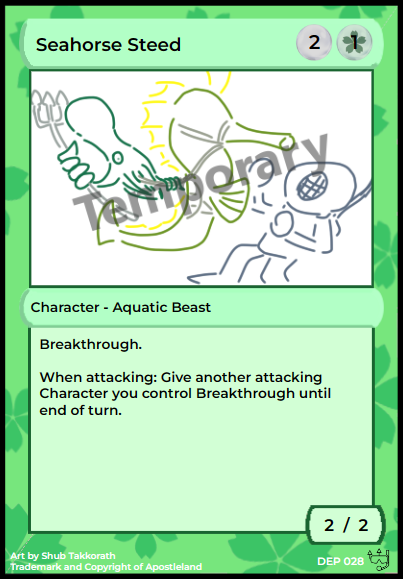 Seahorse Steed
2 1
Temporary
Character - Aquatic Beast
Breakthrough.
When attacking: Give another attacking
Character you control Breakthrough until
end of turn.
2 / 2
Art by Shub Takkorath
Trademark and Copyright of Apostleland
DEP 028